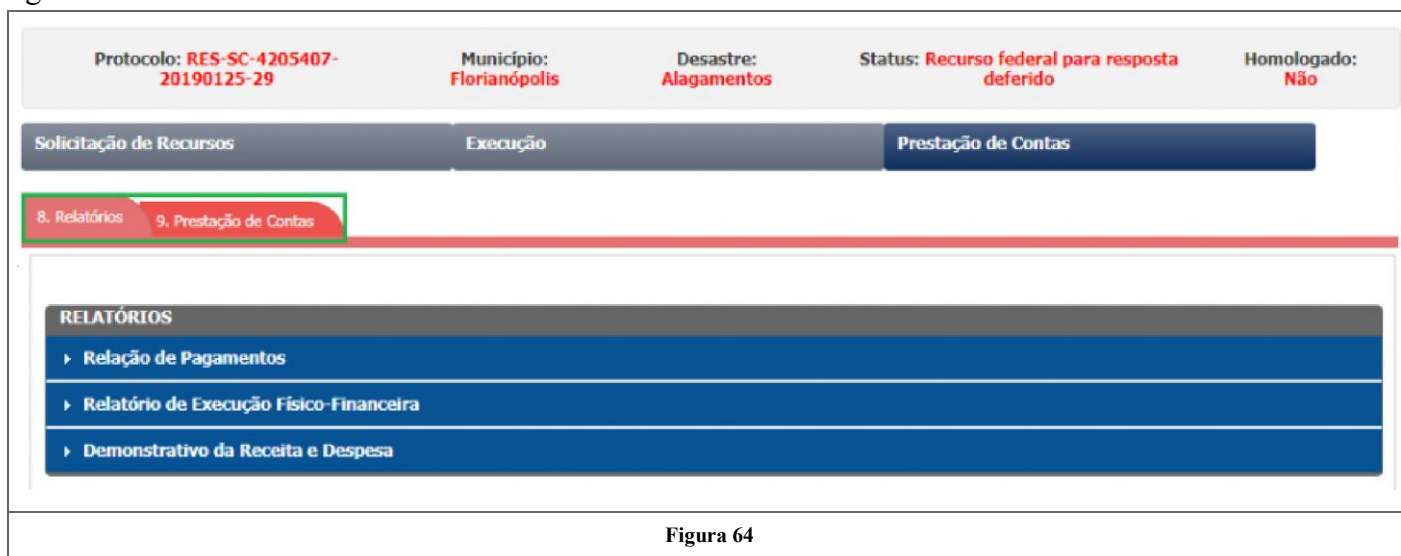 Protocolo: RES-SC-4205407-
20190125-29
Município:
Florianópolis
Desastre:
Alagamentos
Status: Recurso federal para resposta
deferido
Homologado:
Não
Solicitação de Recursos
Execução
Prestação de Contas
8. Relatórios
9. Prestação de Contas
RELATÓRIOS
Relação de Pagamentos
Relatório de Execução Físico-Financeira
Demonstrativo da Receita e Despesa
Figura 64